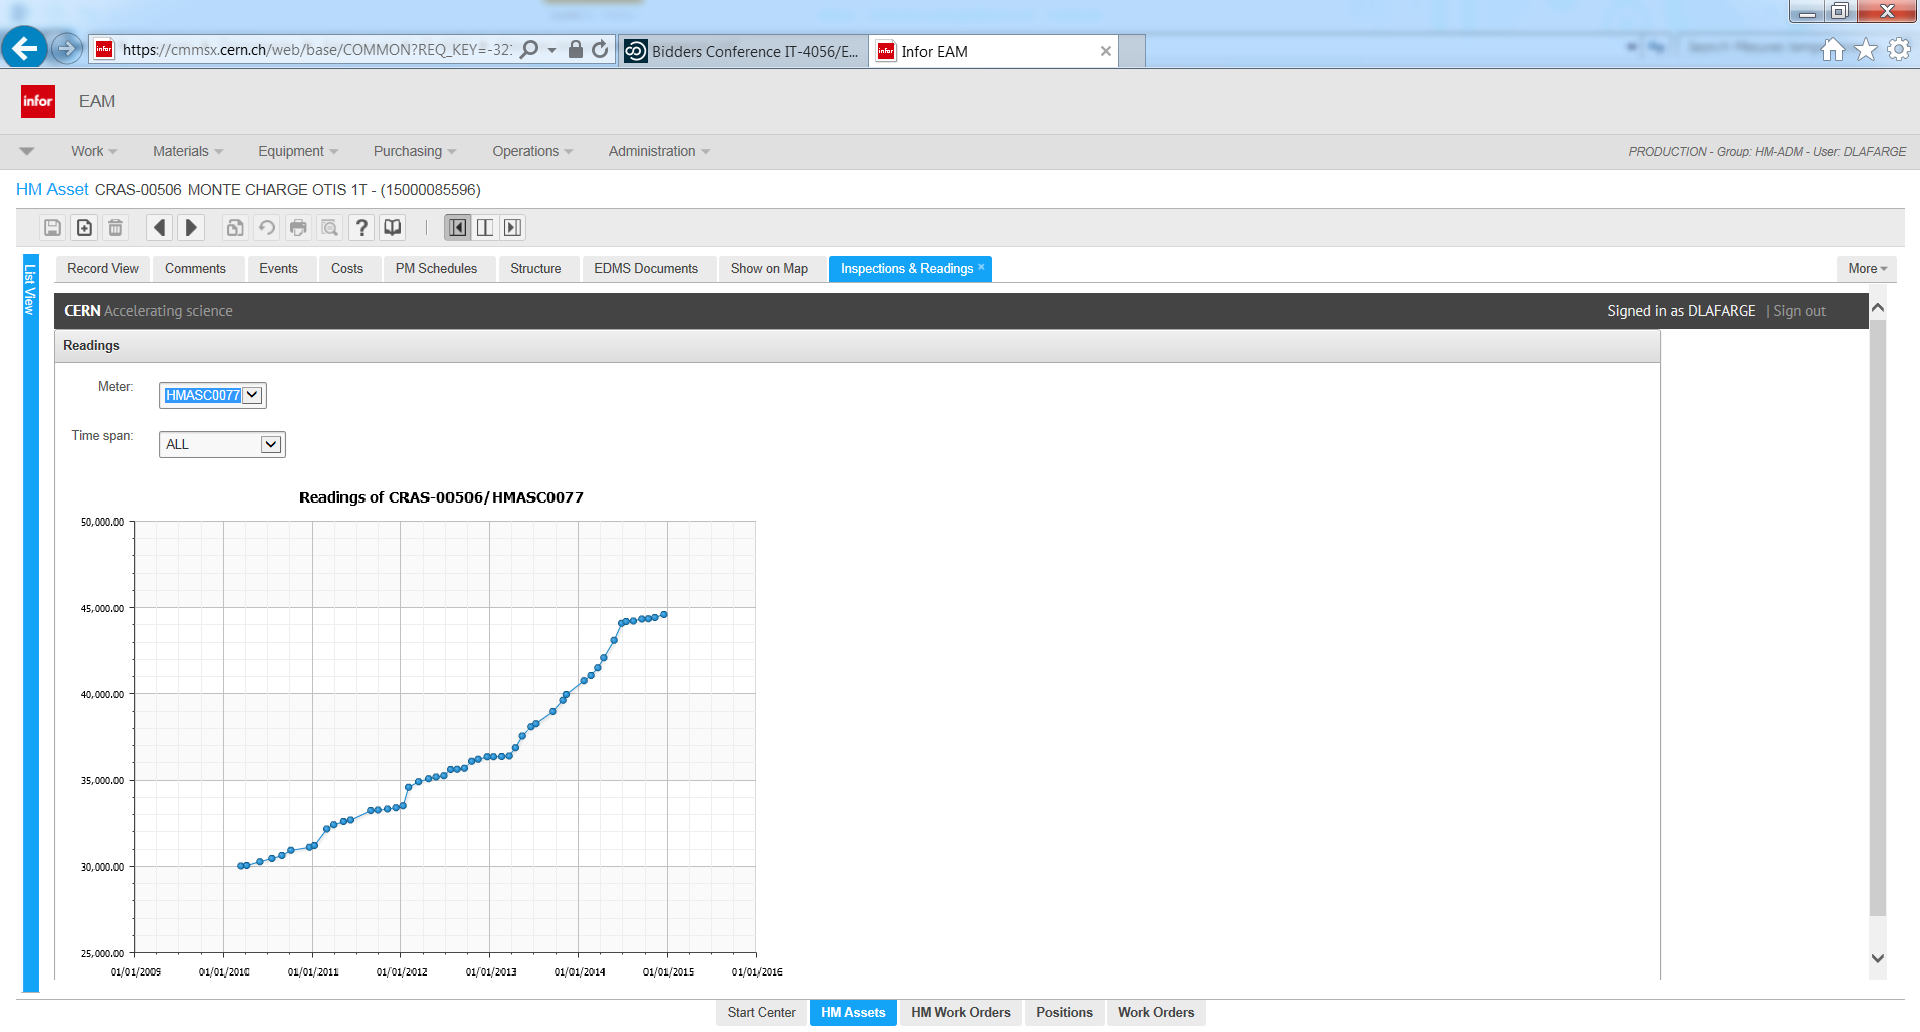 https://cmmsx.cern.ch/web/base/COMMON?REQ_KEY=-32:
Bidders Conference IT-4056/E...
infor Infor EAM
infor EAM
Work Materials Equipment Purchasing Operations Administration
PRODUCTION - Group: HM-ADM - User: DLAFARGE
HM Asset CRAS-00506 MONTE CHARGE OTIS 1T - (15000085596)
List View
Record View Comments Events Costs PM Schedules Structure EDMS Documents Show on Map Inspections & Readings × More
CERN Accelerating science
Signed in as DLAFARGE | Sign out
Readings
Meter: HMASC0077
Time span: ALL
Readings of CRAS-00506/HMASC0077
50,000.00
45,000.00
40,000.00
35,000.00
30,000.00
25,000.00
01/01/2009 01/01/2010 01/01/2011 01/01/2012 01/01/2013 01/01/2014 01/01/2015 01/01/2016
Start Center HM Assets HM Work Orders Positions Work Orders